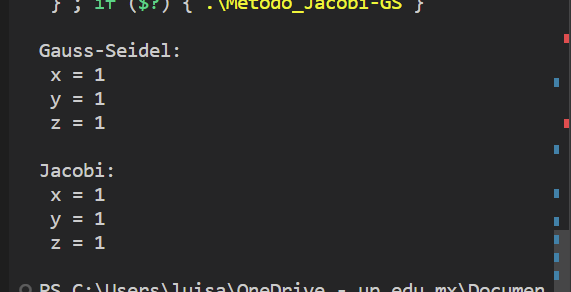 } ; if ($?) { .\Metodo_Jacobi-GS }
Gauss-Seidel:
x = 1
y = 1
z = 1
Jacobi:
x = 1
y = 1
z = 1
PS C:\Users\luisa\OneDrive - up.edu.mx\Documen